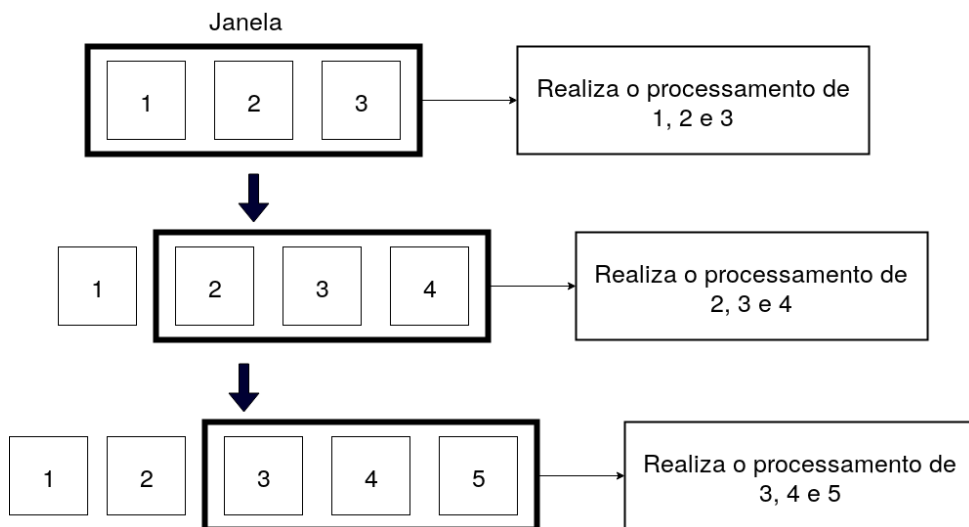 Janela
1 2 3
Realiza o processamento de
1, 2 e 3
1 2 3 4
Realiza o processamento de
2, 3 e 4
1 2 3 4 5
Realiza o processamento de
3, 4 e 5